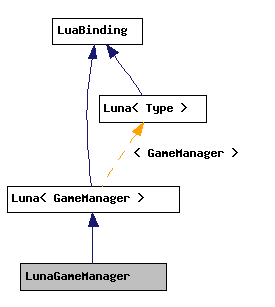 LuaBinding
Luna< Type >
< GameManager >
Luna< GameManager >
LunaGameManager